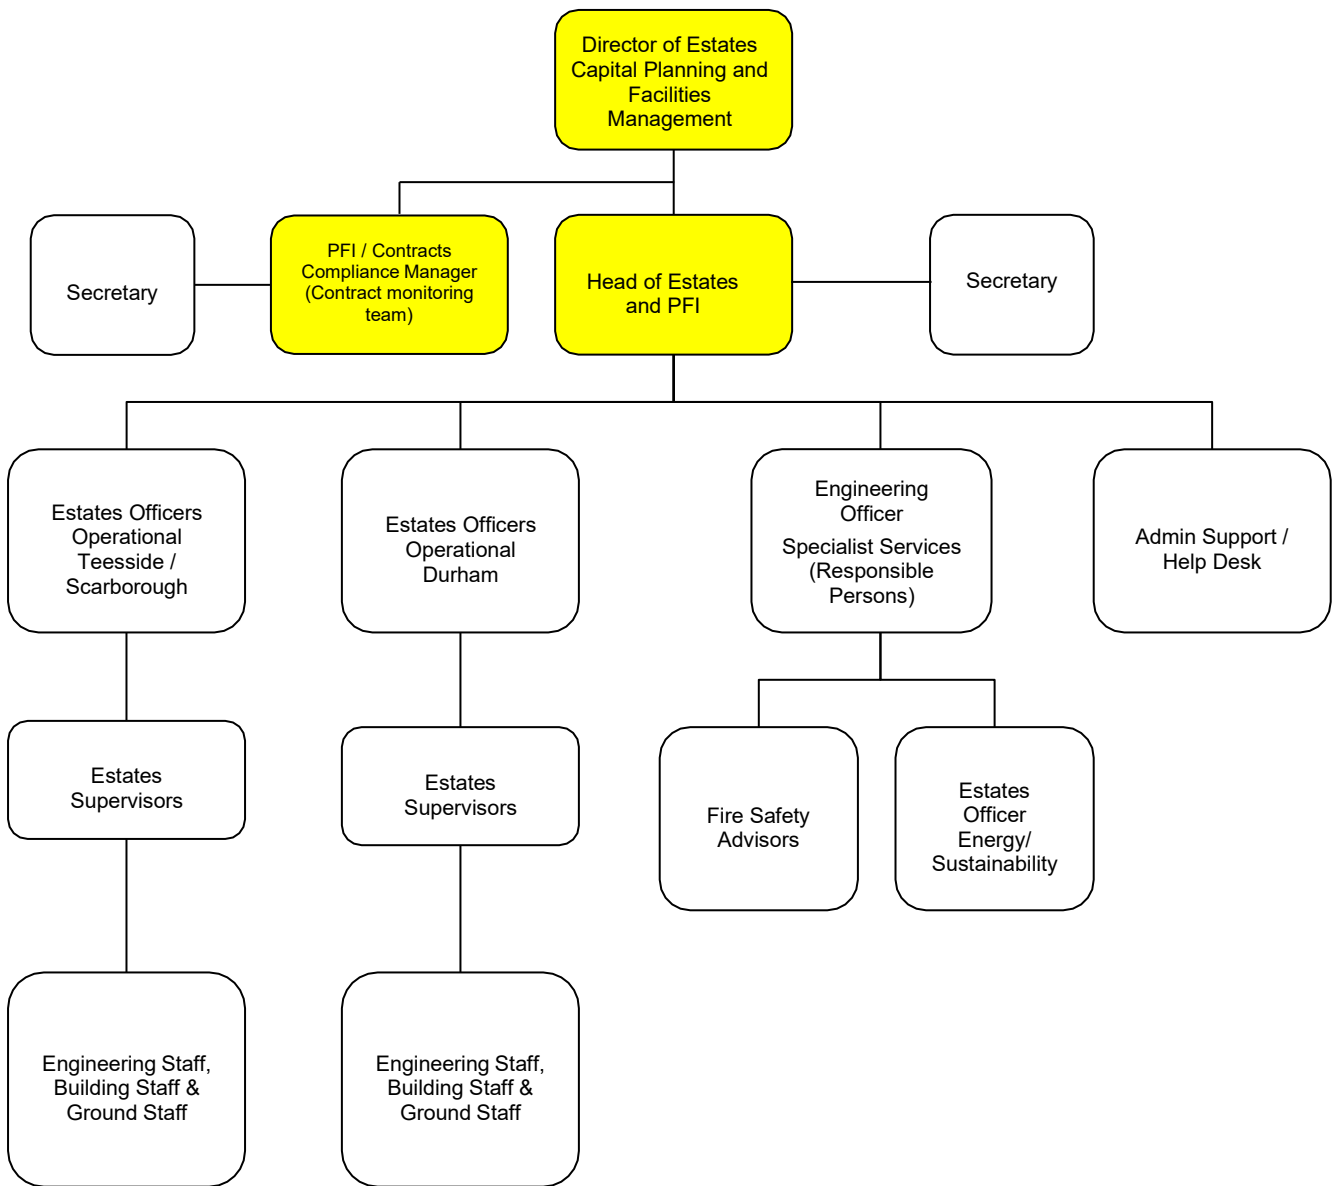 Director of Estates
Capital Planning and
Facilities
Management
Secretary
PFI / Contracts
Compliance Manager
(Contract monitoring
team)
Head of Estates
and PFI
Secretary
Estates Officers
Operational
Teesside /
Scarborough
Estates Officers
Operational
Durham
Engineering
Officer
Specialist Services
(Responsible
Persons)
Admin Support /
Help Desk
Estates
Supervisors
Estates
Supervisors
Fire Safety
Advisors
Estates
Officer
Energy/
Sustainability
Engineering Staff,
Building Staff &
Ground Staff
Engineering Staff,
Building Staff &
Ground Staff